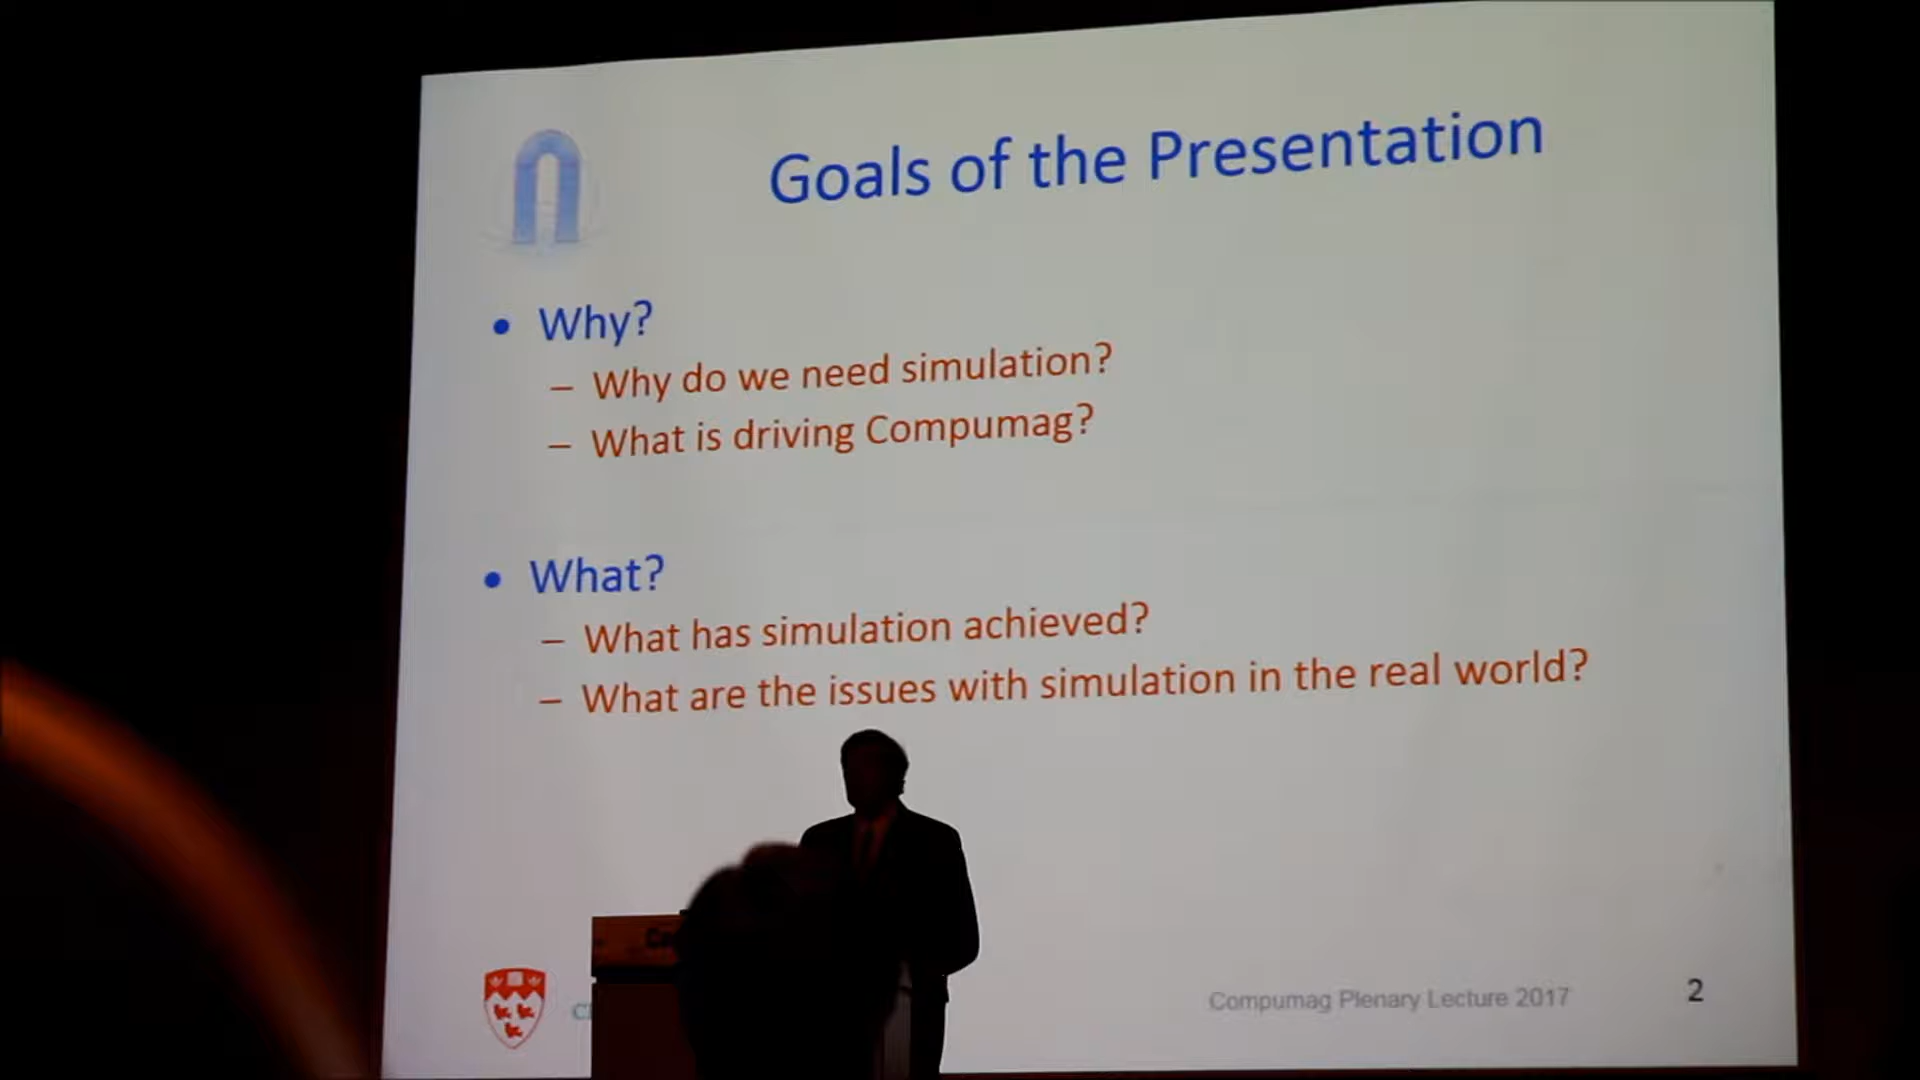 Goals of the Presentation
• Why?
– Why do we need simulation?
– What is driving Compumag?
• What?
– What has simulation achieved?
– What are the issues with simulation in the real world?
Compumag Plenary Lecture 2017
2